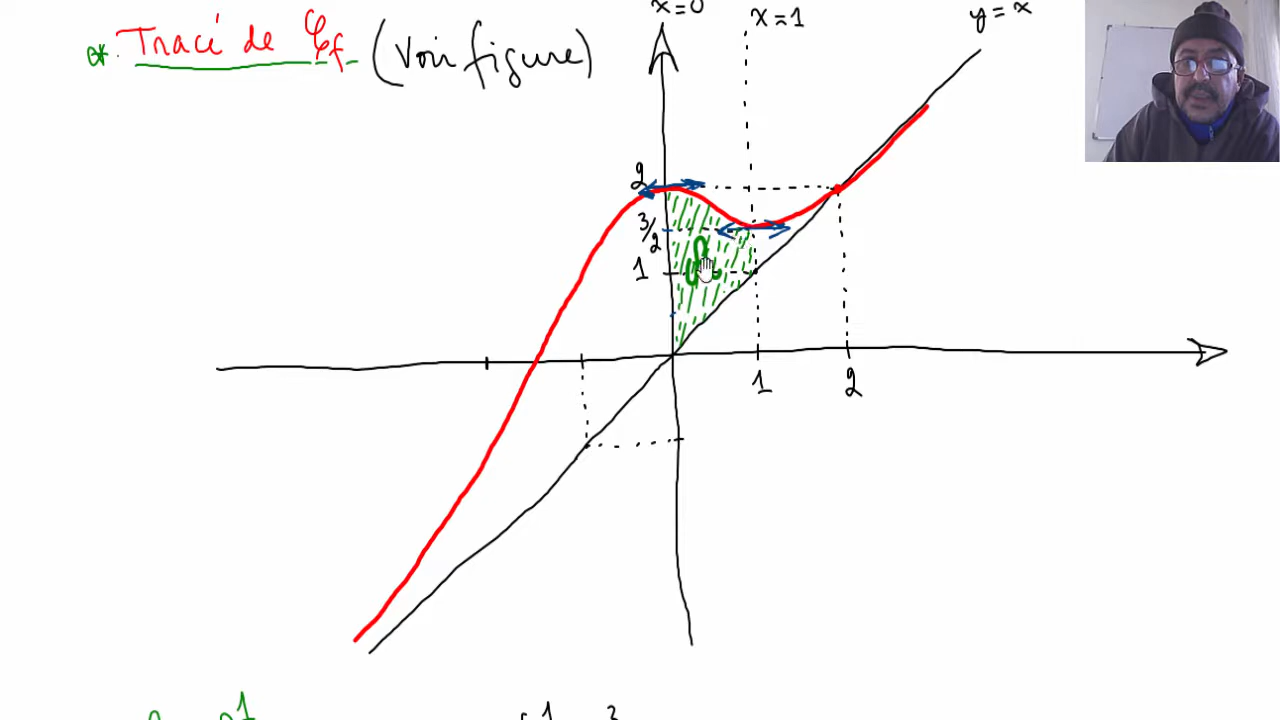 * Tracé de 𝒞f (Voir figure)
x=0
x=1
y=x
2
3/2
1
1
2